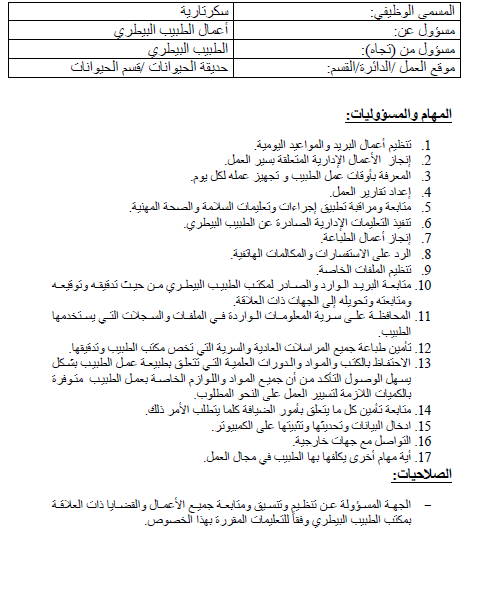 المسمى الوظيفي: سكرتارية
مسؤول عن: أعمال الطبيب البيطري
مسؤول من (تجاه): الطبيب البيطري
موقع العمل /الدائرة/القسم: حديقة الحيوانات /قسم الحيوانات
المهام والمسؤوليات:
1. تنظيم أعمال البريد والمواعيد اليومية.
2. إنجاز الأعمال الإدارية المتعلقة بسير العمل.
3. المعرفة بأوقات عمل الطبيب و تجهيز عمله لكل يوم.
4. إعداد تقارير العمل.
5. متابعة ومراقبة تطبيق إجراءات وتعليمات السلامة والصحة المهنية.
6. تنفيذ التعليمات الإدارية الصادرة عن الطبيب البيطري.
7. إنجاز أعمال الطباعة.
8. الرد على الاستفسارات والمكالمات الهاتفية.
9. تنظيم الملفات الخاصة.
10. متابعة البريد الوارد والصادر لمكتب الطبيب البيطري من حيث تدقيقه وتوقيعه
ومتابعته وتحويله إلى الجهات ذات العلاقة.
11. المحافظة على سرية المعلومات الواردة في الملفات والسجلات التي يستخدمها
الطبيب.
12. تأمين طباعة جميع المراسلات العادية والسرية التي تخص مكتب الطبيب وتدقيقها.
13. الاحتفاظ بالكتب والمواد والدورات العلمية التي تتعلق بطبيعة عمل الطبيب بشكل
يسهل الوصول التأكد من أن جميع المواد واللوازم الخاصة بعمل الطبيب متوفرة
بالكميات اللازمة لتسيير العمل على النحو المطلوب.
14. متابعة تأمين كل ما يتعلق بأمور الضيافة كلما يتطلب الأمر ذلك.
15. ادخال البيانات وتحديثها وتثبيتها على الكمبيوتر.
16. التواصل مع جهات خارجية.
17. أية مهام أخرى يكلفها بها الطبيب في مجال العمل.
الصلاحيات:
– الجهة المسؤولة عن تنظيم وتنسيق ومتابعة جميع الأعمال والقضايا ذات العلاقة
بمكتب الطبيب البيطري وفقاً للتعليمات المقررة بهذا الخصوص.